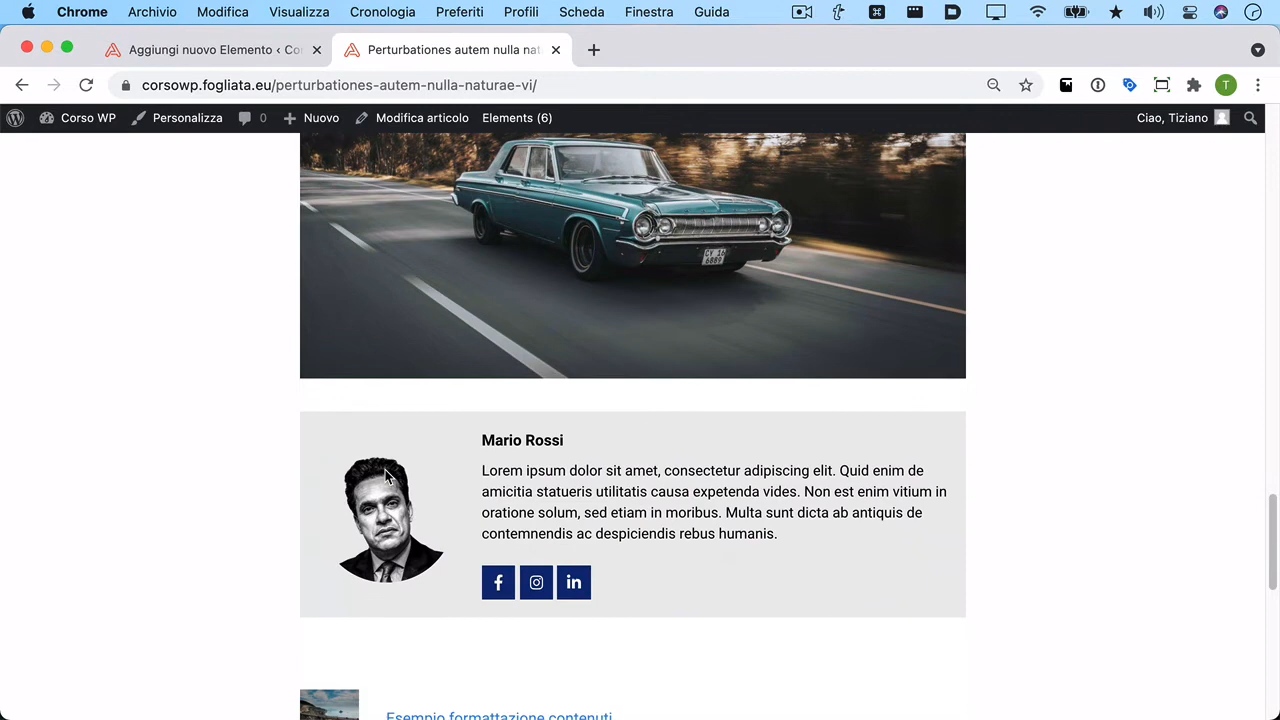 Chrome Archivio Modifica Visualizza Cronologia Preferiti Profili Scheda Finestra Guida
Aggiungi nuovo Elemento ‹ Co
Perturbationes autem nulla nat
corsowp.fogliata.eu/perturbationes-autem-nulla-naturae-vi/
T
Corso WP Personalizza 0 Nuovo Modifica articolo Elements (6) Ciao, Tiziano
Mario Rossi
Lorem ipsum dolor sit amet, consectetur adipiscing elit. Quid enim de
amicitia statueris utilitatis causa expetenda vides. Non est enim vitium in
oratione solum, sed etiam in moribus. Multa sunt dicta ab antiquis de
contemnendis ac despiciendis rebus humanis.
Esempio formattazione contenuti